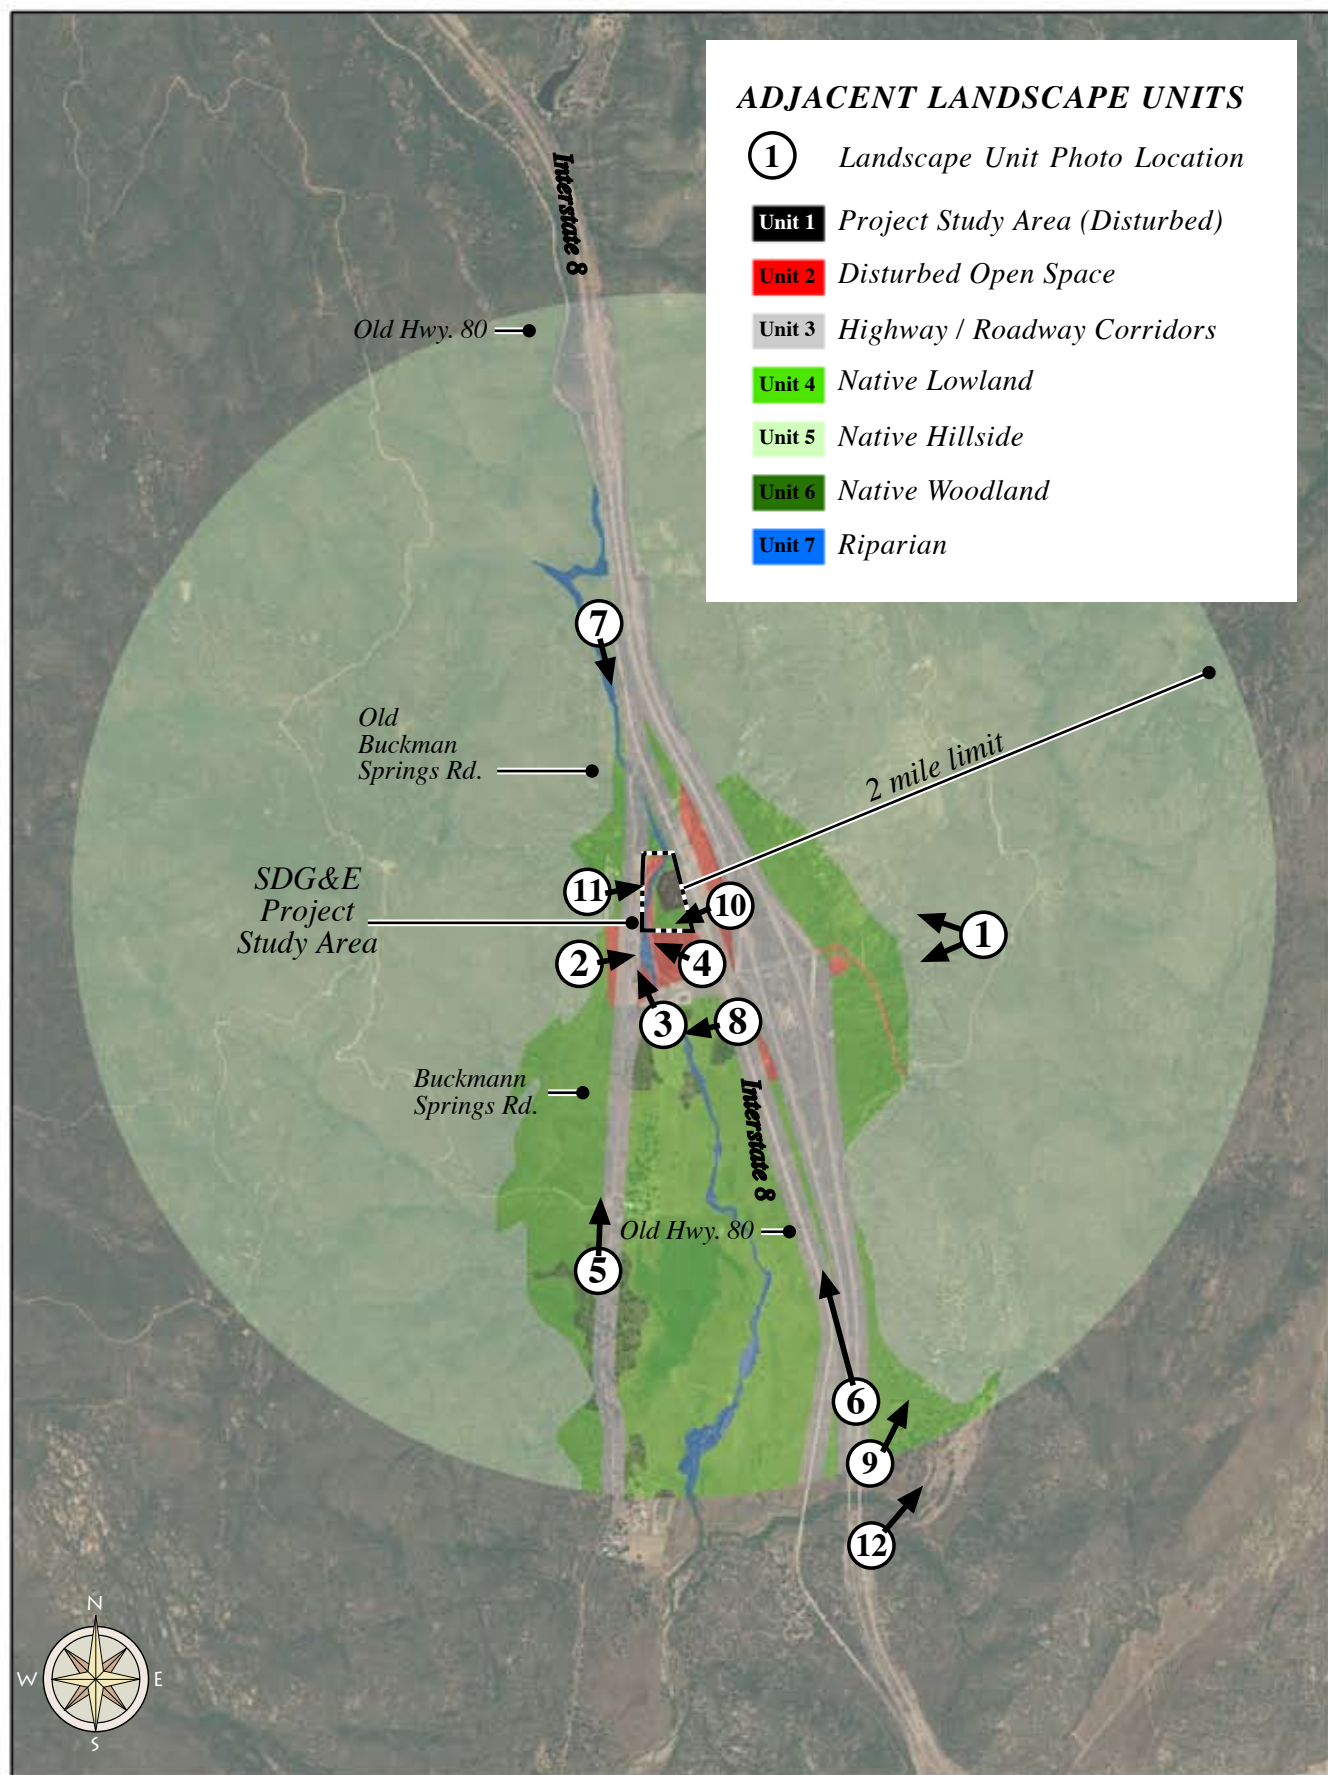 ADJACENT LANDSCAPE UNITS
1 Landscape Unit Photo Location
Unit 1 Project Study Area (Disturbed)
Unit 2 Disturbed Open Space
Unit 3 Highway / Roadway Corridors
Unit 4 Native Lowland
Unit 5 Native Hillside
Unit 6 Native Woodland
Unit 7 Riparian
Interstate 8
Old Hwy. 80
7
Old
Buckman
Springs Rd.
2 mile limit
SDG&E
Project
Study Area
11
10
1
2
4
3
8
Buckmann
Springs Rd.
Interstate 8
Old Hwy. 80
5
6
9
12
N
W
E
S